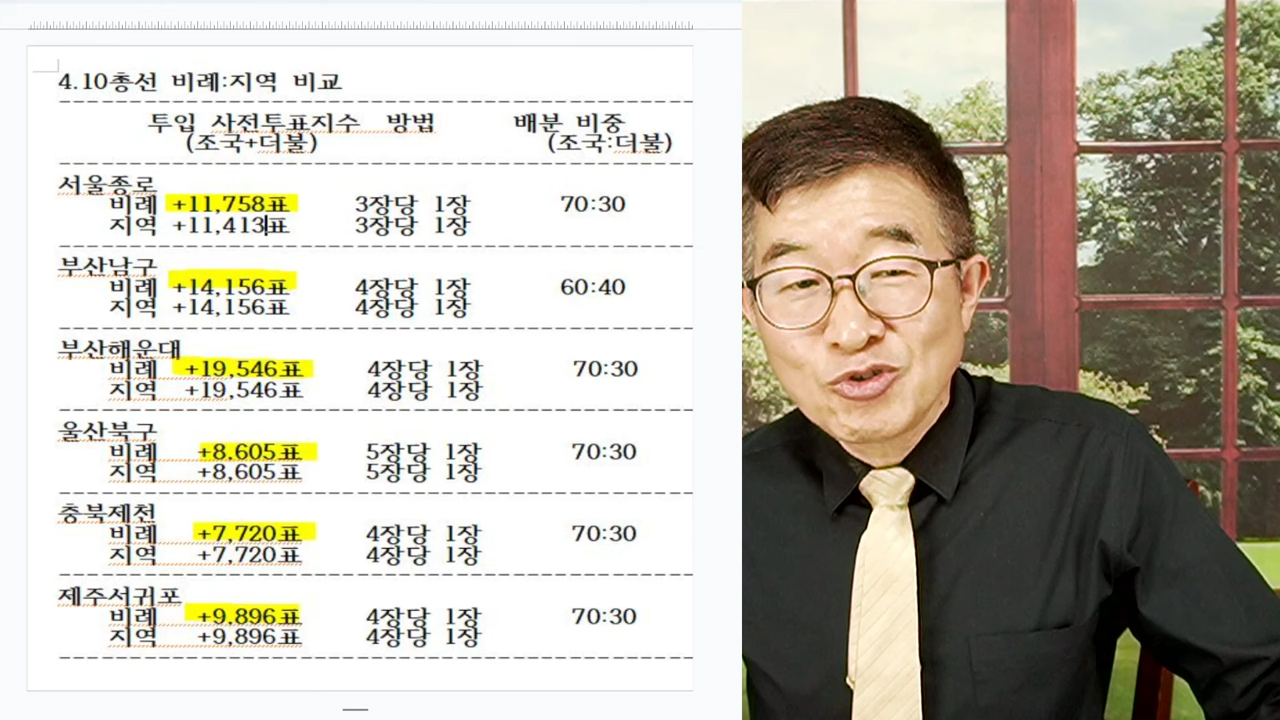 4.10총선 비례:지역 비교
투입 사전투표지수 방법 배분 비중
(조국+더불) (조국:더불)
서울종로
비례 +11,758표 3장당 1장 70:30
지역 +11,413표 3장당 1장
부산남구
비례 +14,156표 4장당 1장 60:40
지역 +14,156표 4장당 1장
부산해운대
비례 +19,546표 4장당 1장 70:30
지역 +19,546표 4장당 1장
울산북구
비례 +8,605표 5장당 1장 70:30
지역 +8,605표 5장당 1장
충북제천
비례 +7,720표 4장당 1장 70:30
지역 +7,720표 4장당 1장
제주서귀포
비례 +9,896표 4장당 1장 70:30
지역 +9,896표 4장당 1장